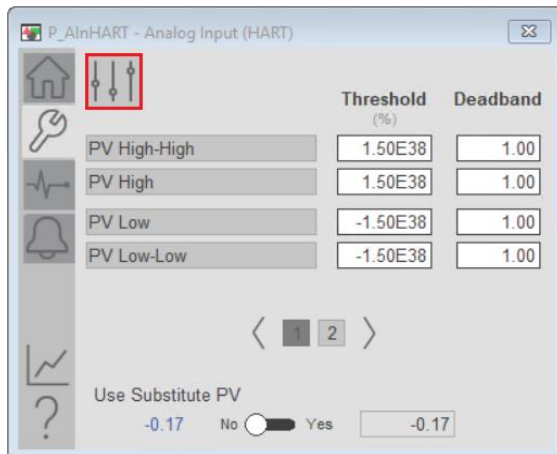 P_AInHART - Analog Input (HART)
Threshold Deadband
(%)
PV High-High 1.50E38 1.00
PV High 1.50E38 1.00
PV Low -1.50E38 1.00
PV Low-Low -1.50E38 1.00
1 2
Use Substitute PV
-0.17 No Yes -0.17
?